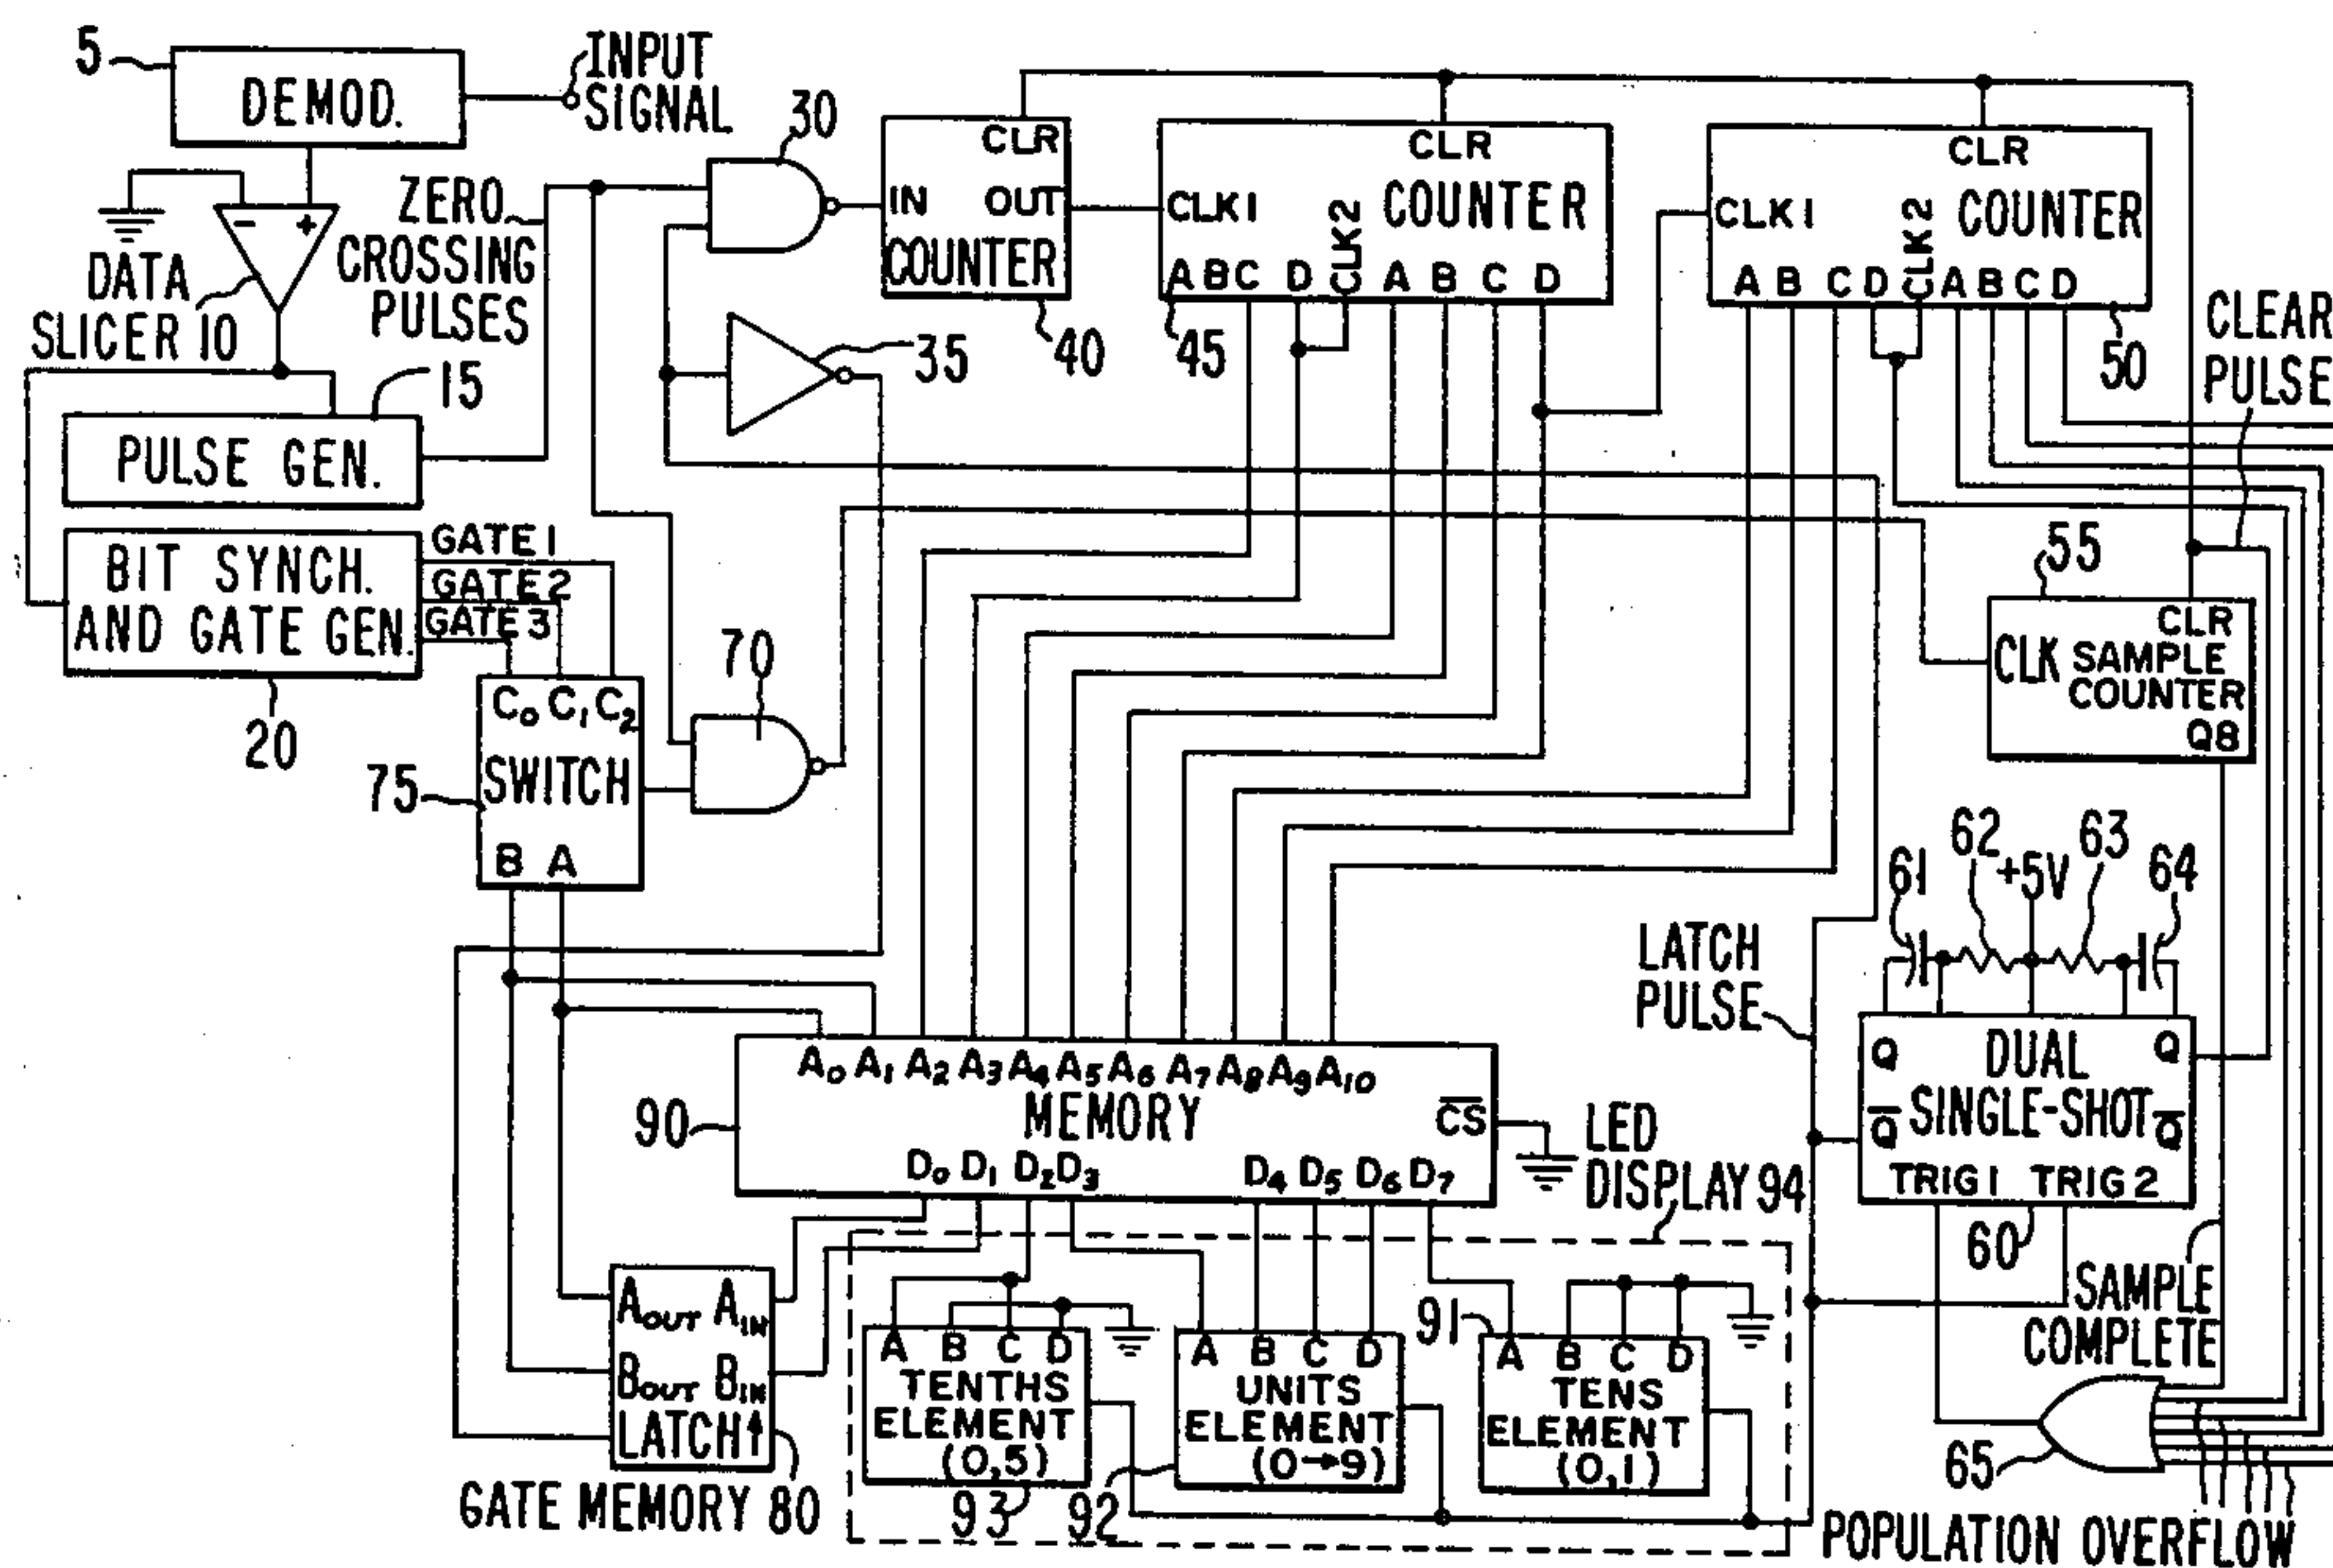 5
DEMOD.
INPUT
SIGNAL
DATA
SLICER 10
- +
ZERO
CROSSING
PULSES
15
PULSE GEN.
BIT SYNCH.
AND GATE GEN.
GATE 1
GATE 2
GATE 3
20
30
35
CLR
IN OUT
COUNTER
40
CLR
CLK1 COUNTER
CLK2
A B C D A B C D
45
CLR
CLK1 COUNTER
CLK2
A B C D A B C D
50
CLEAR
PULSE
55
CLR
CLK SAMPLE
COUNTER
Q8
C0 C1 C2
SWITCH
B A
75
70
61 62 +5V 63 64
LATCH
PULSE
Q DUAL Q
Q̅ SINGLE-SHOT Q̅
TRIG1 TRIG2
60
A0 A1 A2 A3 A4 A5 A6 A7 A8 A9 A10
MEMORY
C̅S̅
D0 D1 D2 D3 D4 D5 D6 D7
90
LED
DISPLAY 94
AOUT AIN
BOUT BIN
LATCH↑
GATE MEMORY 80
A B C D
TENTHS
ELEMENT
(0,5)
93
A B C D
UNITS
ELEMENT
(0→9)
92
91
A B C D
TENS
ELEMENT
(0,1)
SAMPLE
COMPLETE
65
POPULATION OVERFLOW